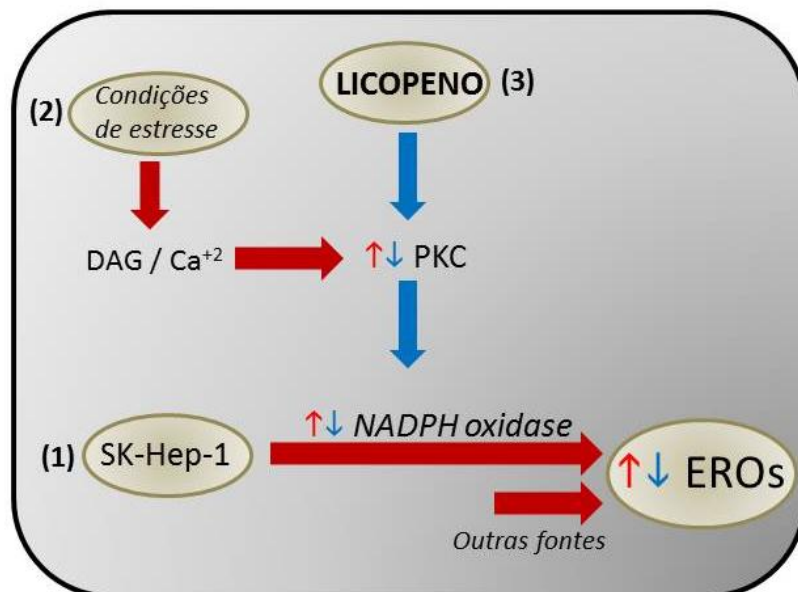 (2) Condições
de estresse
LICOPENO (3)
DAG / Ca+2
↑↓ PKC
↑↓ NADPH oxidase
(1) SK-Hep-1
↑↓ EROs
Outras fontes